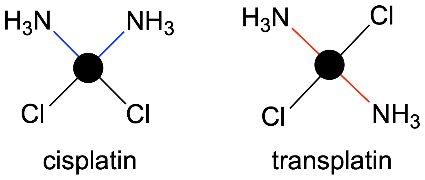 H₃N NH₃
Cl Cl
cisplatin
H₃N Cl
Cl NH₃
transplatin